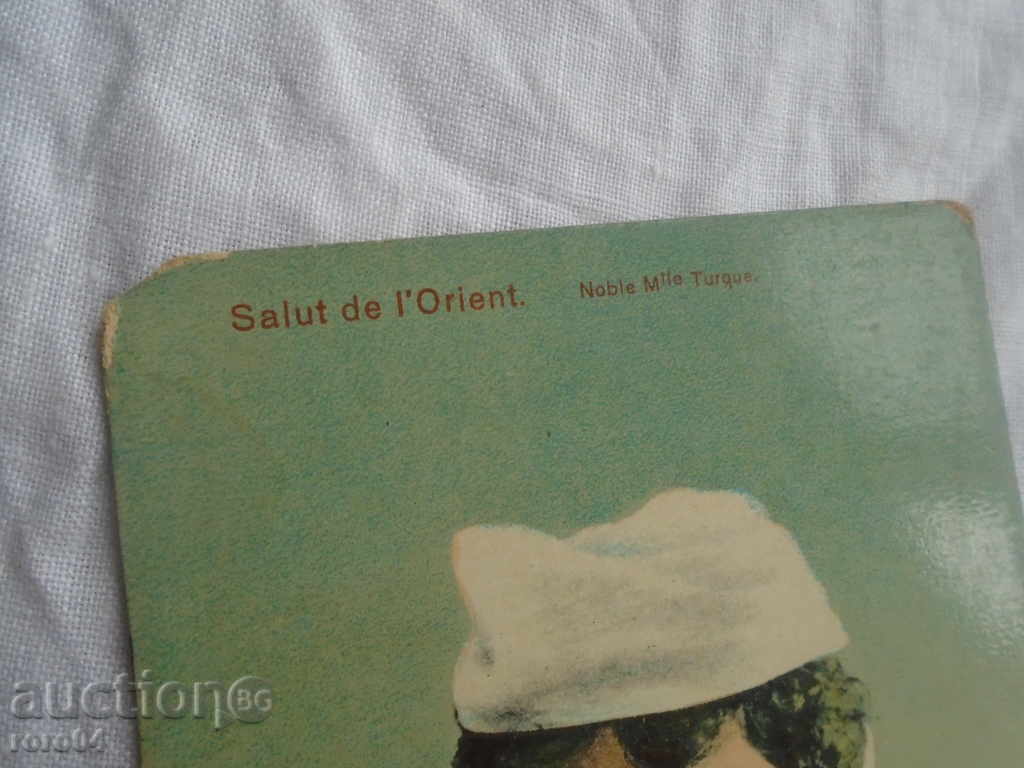 Salut de l'Orient. Noble Mlle Turque.
auction BG
roro04